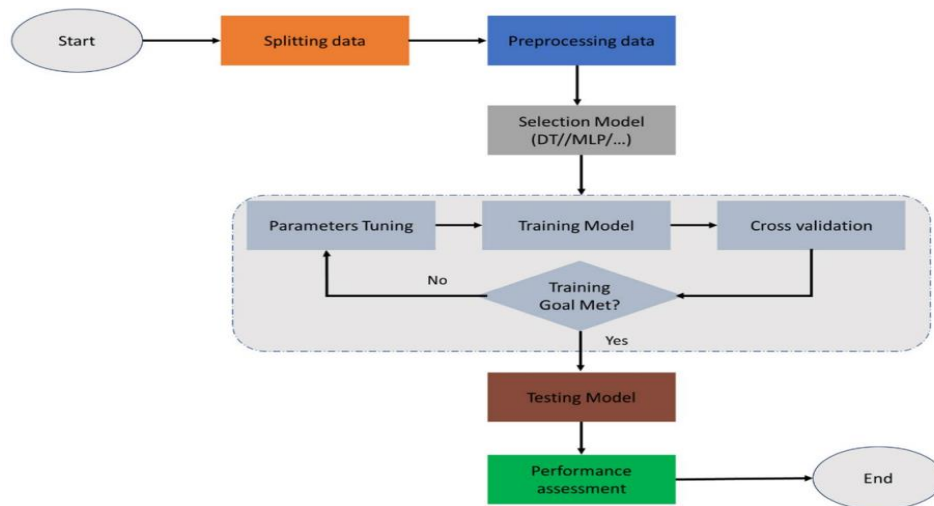 Start
Splitting data
Preprocessing data
Selection Model
(DT//MLP/...)
Parameters Tuning
Training Model
Cross validation
No
Training
Goal Met?
Yes
Testing Model
Performance
assessment
End